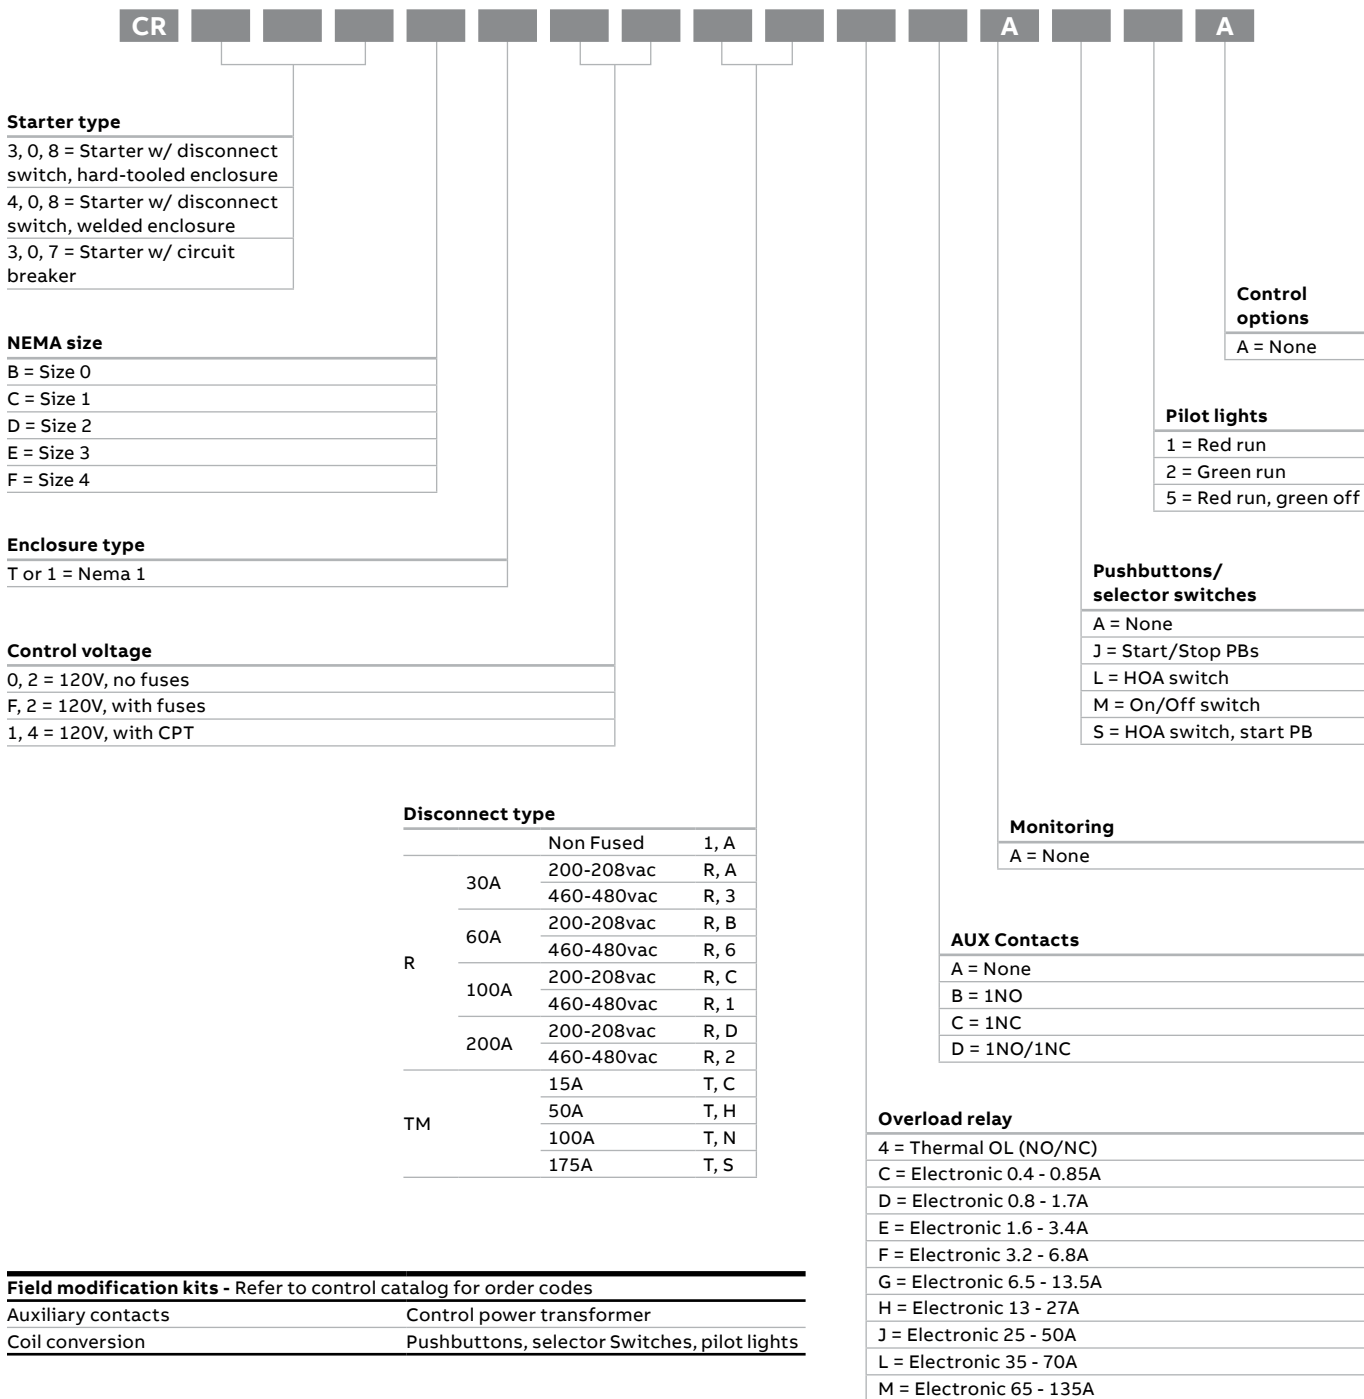 CR A A
Starter type
3, 0, 8 = Starter w/ disconnect
switch, hard-tooled enclosure
4, 0, 8 = Starter w/ disconnect
switch, welded enclosure
3, 0, 7 = Starter w/ circuit
breaker
NEMA size
B = Size 0
C = Size 1
D = Size 2
E = Size 3
F = Size 4
Enclosure type
T or 1 = Nema 1
Control voltage
0, 2 = 120V, no fuses
F, 2 = 120V, with fuses
1, 4 = 120V, with CPT
Disconnect type
Non Fused 1, A
R
30A
200-208vac R, A
460-480vac R, 3
60A
200-208vac R, B
460-480vac R, 6
100A
200-208vac R, C
460-480vac R, 1
200A
200-208vac R, D
460-480vac R, 2
TM
15A T, C
50A T, H
100A T, N
175A T, S
Control
options
A = None
Pilot lights
1 = Red run
2 = Green run
5 = Red run, green off
Pushbuttons/
selector switches
A = None
J = Start/Stop PBs
L = HOA switch
M = On/Off switch
S = HOA switch, start PB
Monitoring
A = None
AUX Contacts
A = None
B = 1NO
C = 1NC
D = 1NO/1NC
Overload relay
4 = Thermal OL (NO/NC)
C = Electronic 0.4 - 0.85A
D = Electronic 0.8 - 1.7A
E = Electronic 1.6 - 3.4A
F = Electronic 3.2 - 6.8A
G = Electronic 6.5 - 13.5A
H = Electronic 13 - 27A
J = Electronic 25 - 50A
L = Electronic 35 - 70A
M = Electronic 65 - 135A
Field modification kits - Refer to control catalog for order codes
Auxiliary contacts Control power transformer
Coil conversion Pushbuttons, selector Switches, pilot lights